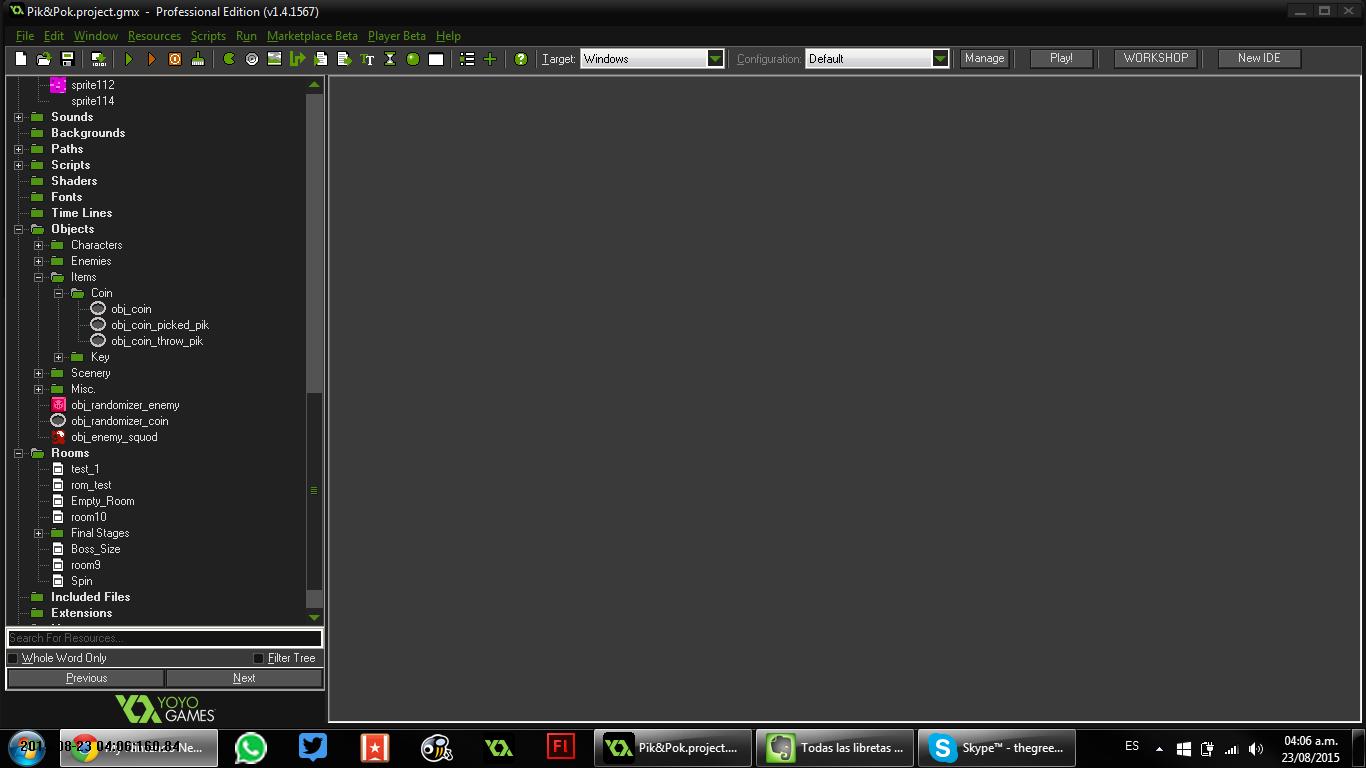 Pik&Pok.project.gmx - Professional Edition (v1.4.1567)
File Edit Window Resources Scripts Run Marketplace Beta Player Beta Help
Target: Windows Configuration: Default Manage Play! WORKSHOP New IDE
sprite112
sprite114
Sounds
Backgrounds
Paths
Scripts
Shaders
Fonts
Time Lines
Objects
Characters
Enemies
Items
Coin
obj_coin
obj_coin_picked_pik
obj_coin_throw_pik
Key
Scenery
Misc.
obj_randomizer_enemy
obj_randomizer_coin
obj_enemy_squod
Rooms
test_1
rom_test
Empty_Room
room10
Final Stages
Boss_Size
room9
Spin
Included Files
Extensions
Search For Resources...
Whole Word Only Filter Tree
Previous Next
YOYO
GAMES
Fl Pik&Pok.project.... Todas las libretas ... Skype™ - thegree... ES 04:06 a.m.
23/08/2015